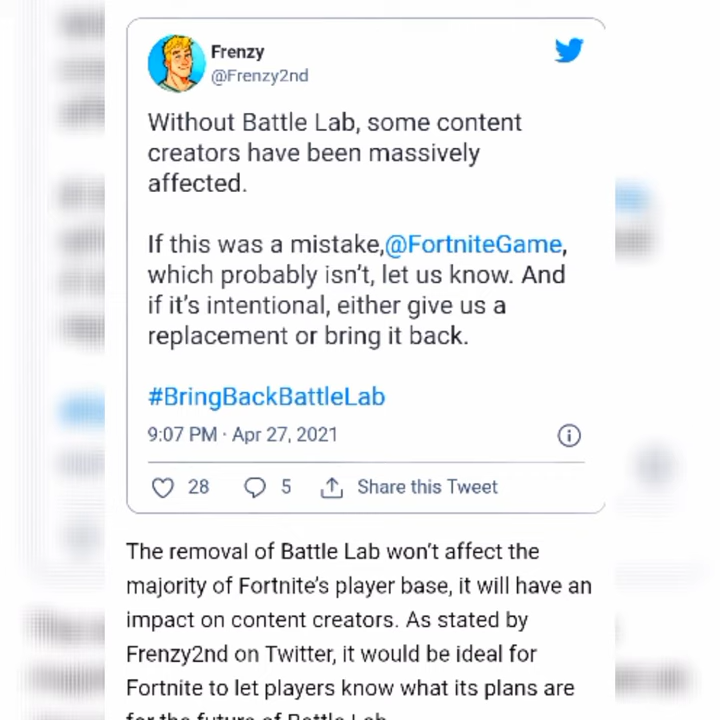 Frenzy
@Frenzy2nd
Without Battle Lab, some content
creators have been massively
affected.
If this was a mistake,@FortniteGame,
which probably isn't, let us know. And
if it's intentional, either give us a
replacement or bring it back.
#BringBackBattleLab
9:07 PM · Apr 27, 2021
28 5 Share this Tweet
The removal of Battle Lab won't affect the
majority of Fortnite's player base, it will have an
impact on content creators. As stated by
Frenzy2nd on Twitter, it would be ideal for
Fortnite to let players know what its plans are
for the future of Battle Lab